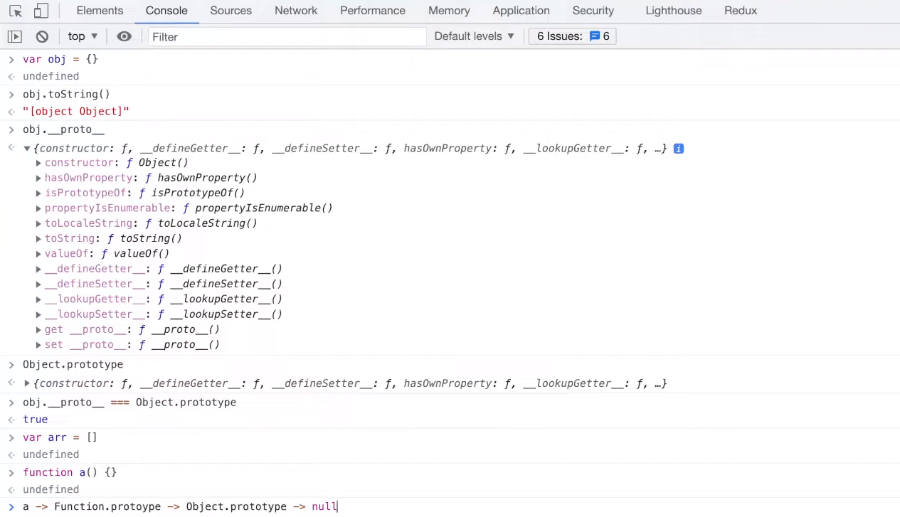 Elements Console Sources Network Performance Memory Application Security Lighthouse Redux
top ▼ Filter Default levels ▼ 6 Issues: 6
> var obj = {}
<· undefined
> obj.toString()
<· "[object Object]"
> obj.__proto__
<· ▼{constructor: ƒ, __defineGetter__: ƒ, __defineSetter__: ƒ, hasOwnProperty: ƒ, __lookupGetter__: ƒ, …} i
▶constructor: ƒ Object()
▶hasOwnProperty: ƒ hasOwnProperty()
▶isPrototypeOf: ƒ isPrototypeOf()
▶propertyIsEnumerable: ƒ propertyIsEnumerable()
▶toLocaleString: ƒ toLocaleString()
▶toString: ƒ toString()
▶valueOf: ƒ valueOf()
▶__defineGetter__: ƒ __defineGetter__()
▶__defineSetter__: ƒ __defineSetter__()
▶__lookupGetter__: ƒ __lookupGetter__()
▶__lookupSetter__: ƒ __lookupSetter__()
▶get __proto__: ƒ __proto__()
▶set __proto__: ƒ __proto__()
> Object.prototype
<· ▶{constructor: ƒ, __defineGetter__: ƒ, __defineSetter__: ƒ, hasOwnProperty: ƒ, __lookupGetter__: ƒ, …}
> obj.__proto__ === Object.prototype
<· true
> var arr = []
<· undefined
> function a() {}
<· undefined
> a -> Function.protoype -> Object.prototype -> null